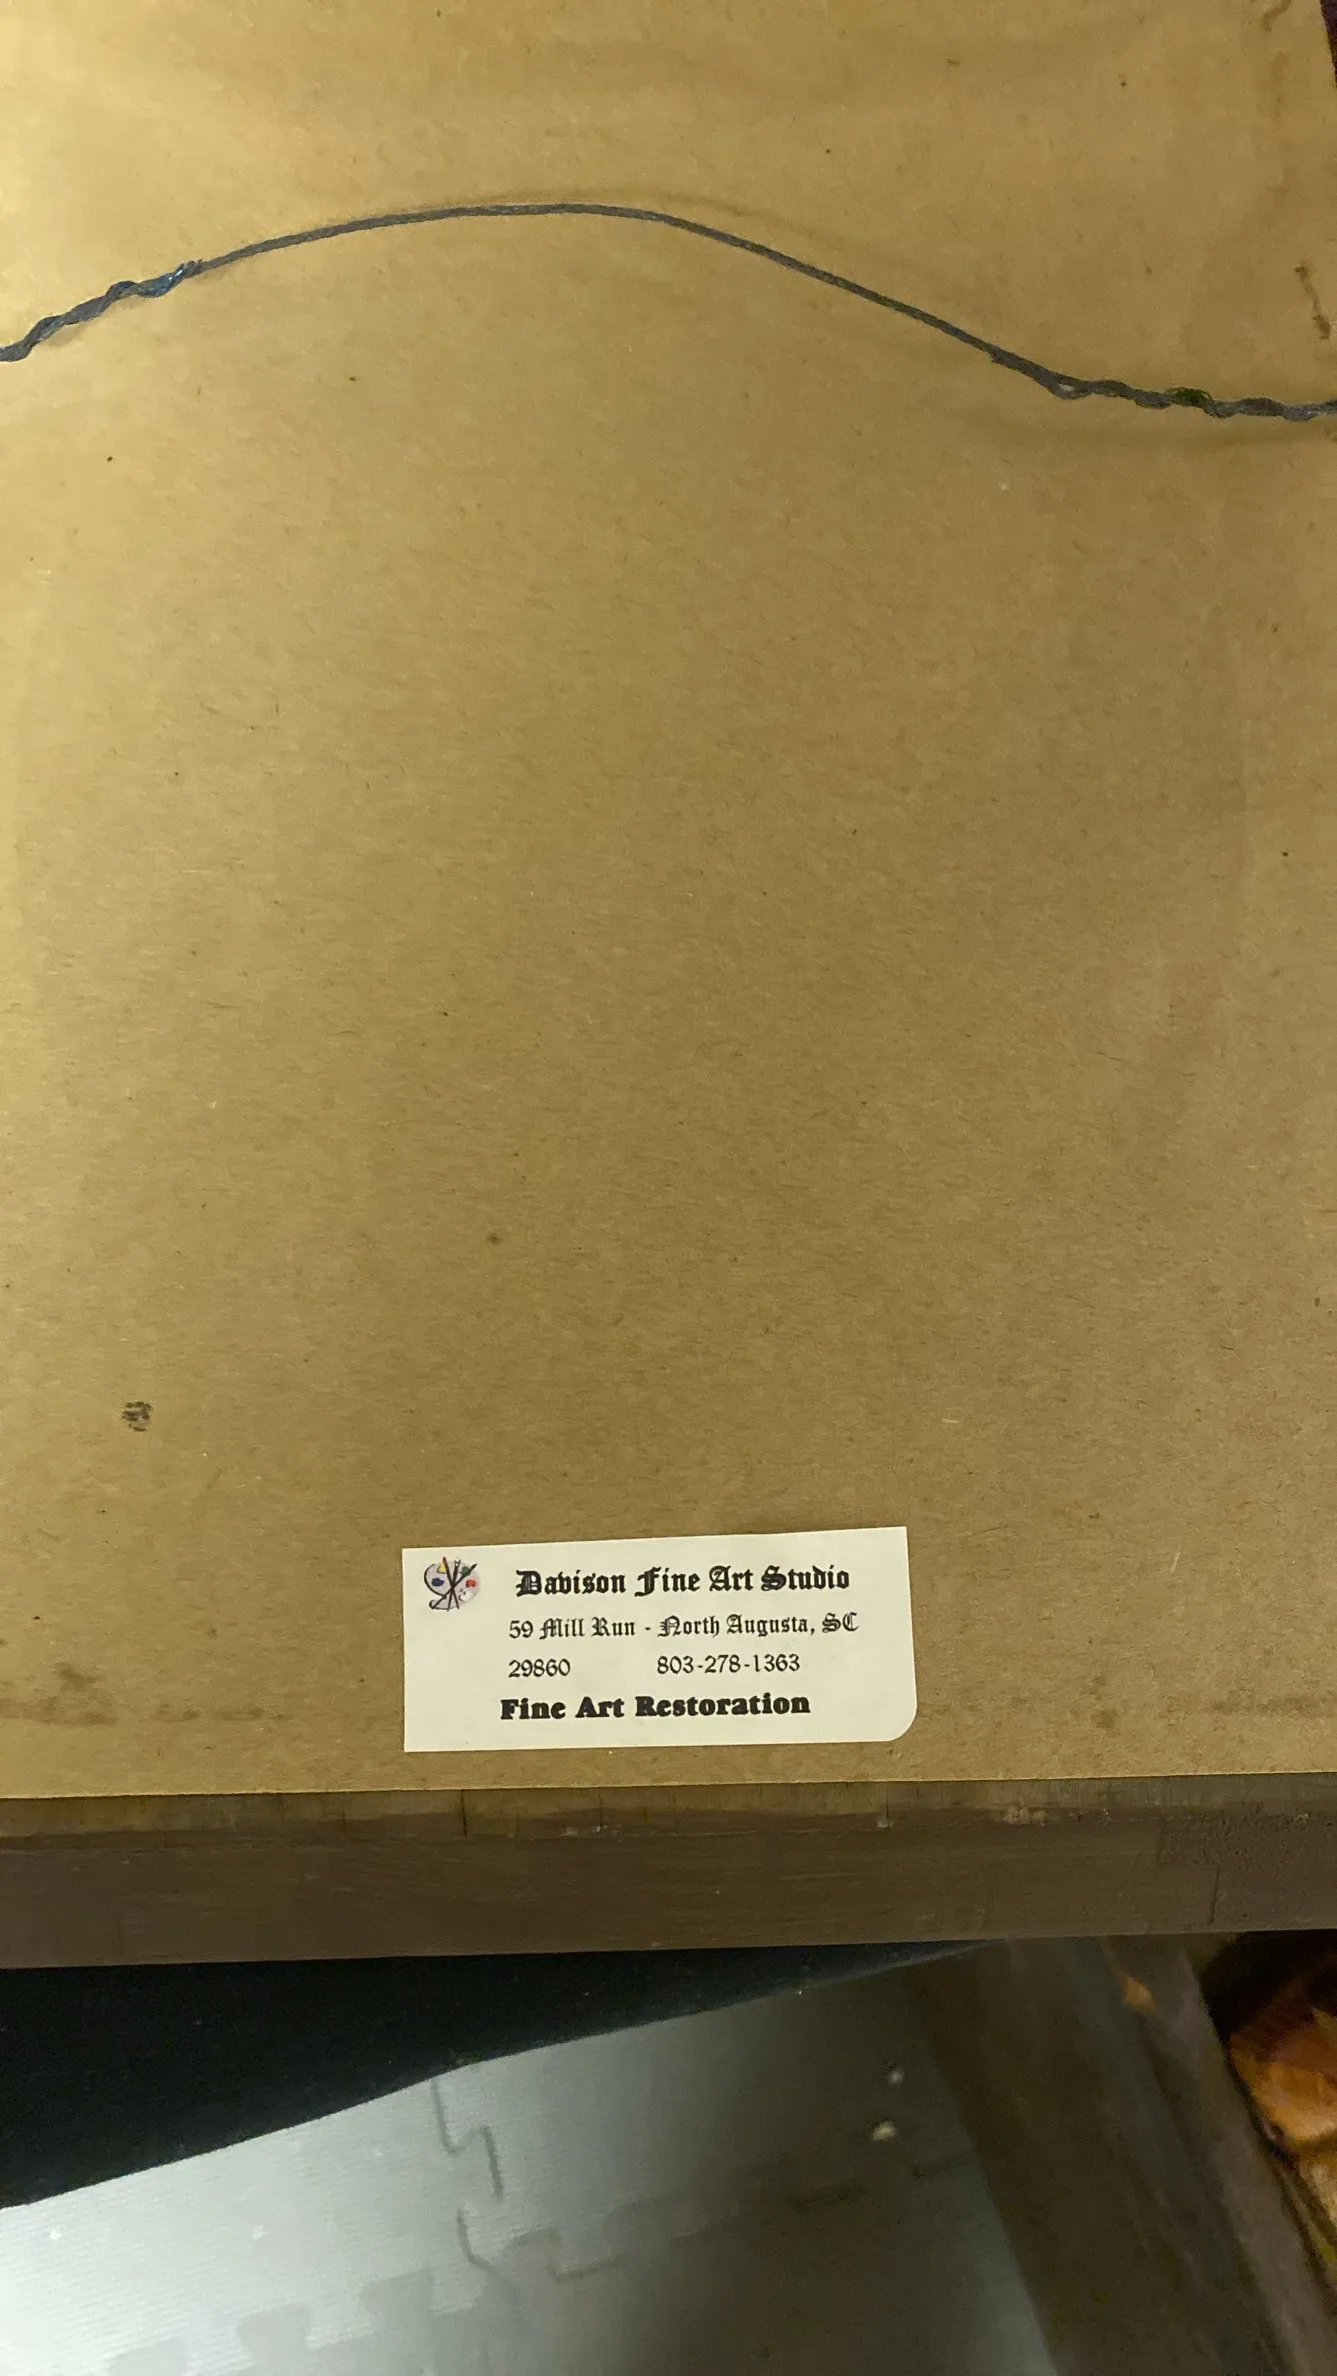 Davison Fine Art Studio
59 Mill Run - North Augusta, SC
29860 803-278-1363
Fine Art Restoration